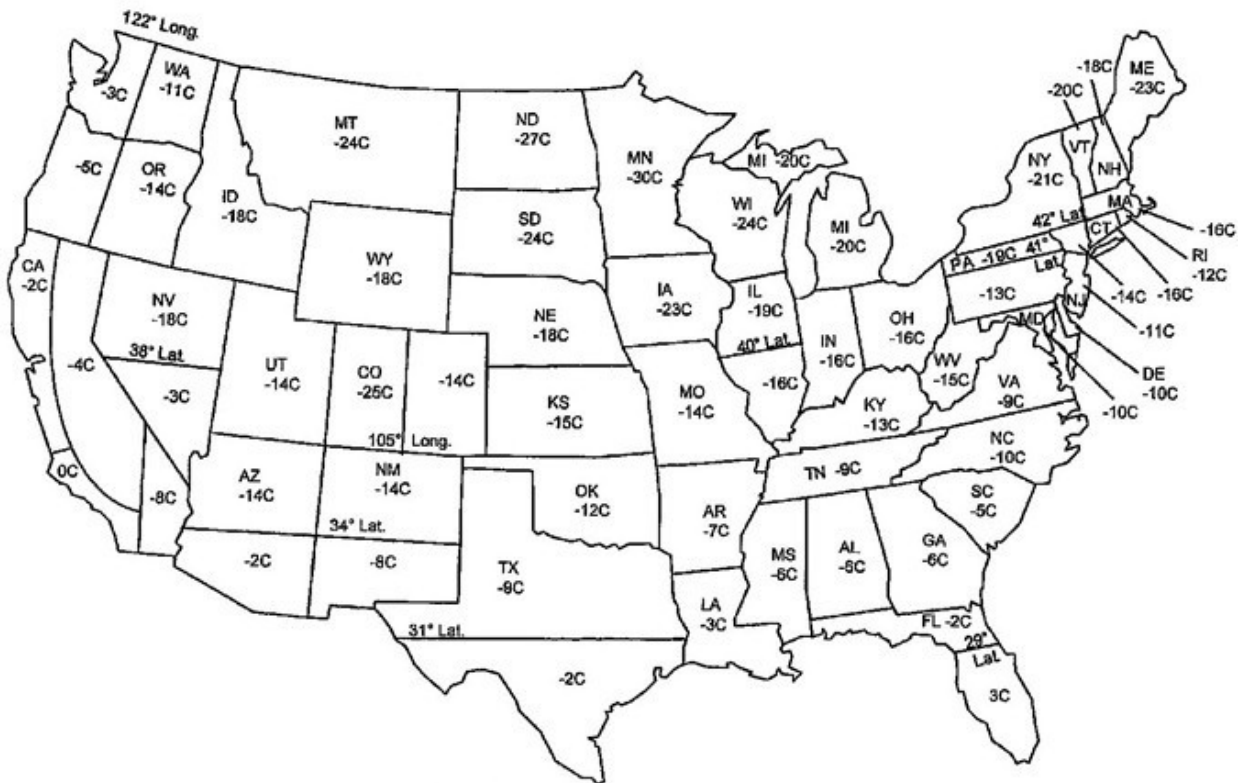 122° Long.
WA
-11C
-3C
MT
-24C
ND
-27C
MN
-30C
MI -20C
-20C
-18C
ME
-23C
VT
NH
NY
-21C
-5C
OR
-14C
ID
-18C
SD
-24C
WI
-24C
MI
-20C
MA
42° Lat.
-16C
CT
RI
-12C
-16C
-14C
PA -19C 41°
Lat.
-13C
NJ
-11C
CA
-2C
NV
-18C
WY
-18C
NE
-18C
IA
-23C
IL
-19C
40° Lat.
-16C
IN
-16C
OH
-16C
MD
DE
-10C
-10C
WV
-15C
VA
-9C
38° Lat.
-4C
-3C
UT
-14C
CO
-25C
-14C
105° Long.
KS
-15C
MO
-14C
KY
-13C
NC
-10C
TN -9C
0C
-8C
AZ
-14C
NM
-14C
34° Lat.
OK
-12C
AR
-7C
SC
-5C
-2C
-8C
TX
-9C
MS
-6C
AL
GA
-6C
LA
-3C
31° Lat.
-2C
FL -2C
29°
Lat
3C